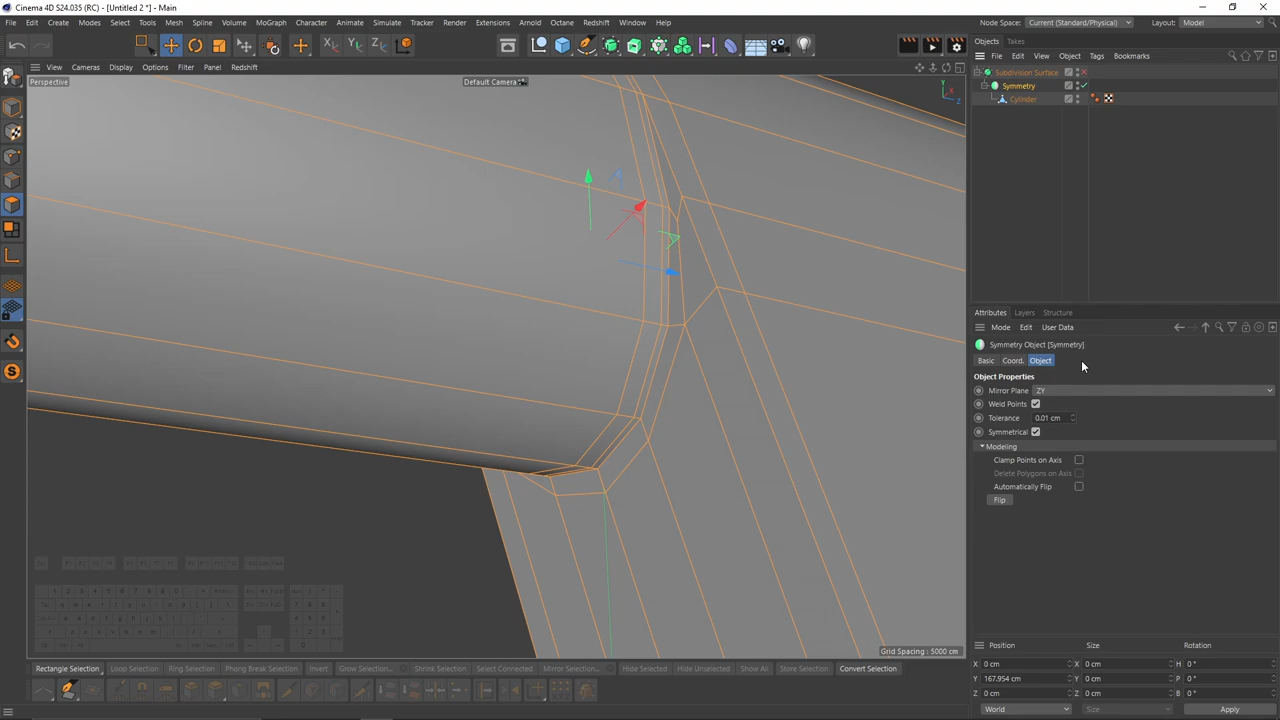 Cinema 4D S24.035 (RC) - [Untitled 2 *] - Main
File Edit Create Modes Select Tools Mesh Spline Volume MoGraph Character Animate Simulate Tracker Render Extensions Arnold Octane Redshift Window Help
Node Space: Current (Standard/Physical) Layout: Model
X Y Z
View Cameras Display Options Filter Panel Redshift
Perspective
Default Camera
Y X Z
Grid Spacing : 5000 cm
Objects Takes
File Edit View Object Tags Bookmarks
Subdivision Surface
Symmetry
Cylinder
Attributes Layers Structure
Mode Edit User Data
Symmetry Object [Symmetry]
Basic Coord. Object
Object Properties
Mirror Plane ZY
Weld Points
Tolerance 0.01 cm
Symmetrical
Modeling
Clamp Points on Axis
Delete Polygons on Axis
Automatically Flip
Flip
Rectangle Selection Loop Selection Ring Selection Phong Break Selection Invert Grow Selection... Shrink Selection Select Connected Mirror Selection... Hide Selected Hide Unselected Show All Store Selection Convert Selection
Position Size Rotation
X 0 cm X 0 cm H 0 °
Y 167.954 cm Y 0 cm P 0 °
Z 0 cm Z 0 cm B 0 °
World Size Apply